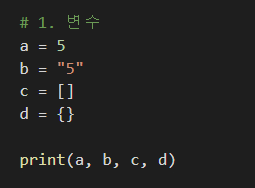 # 1. 변수
a = 5
b = "5"
c = []
d = {}
print(a, b, c, d)